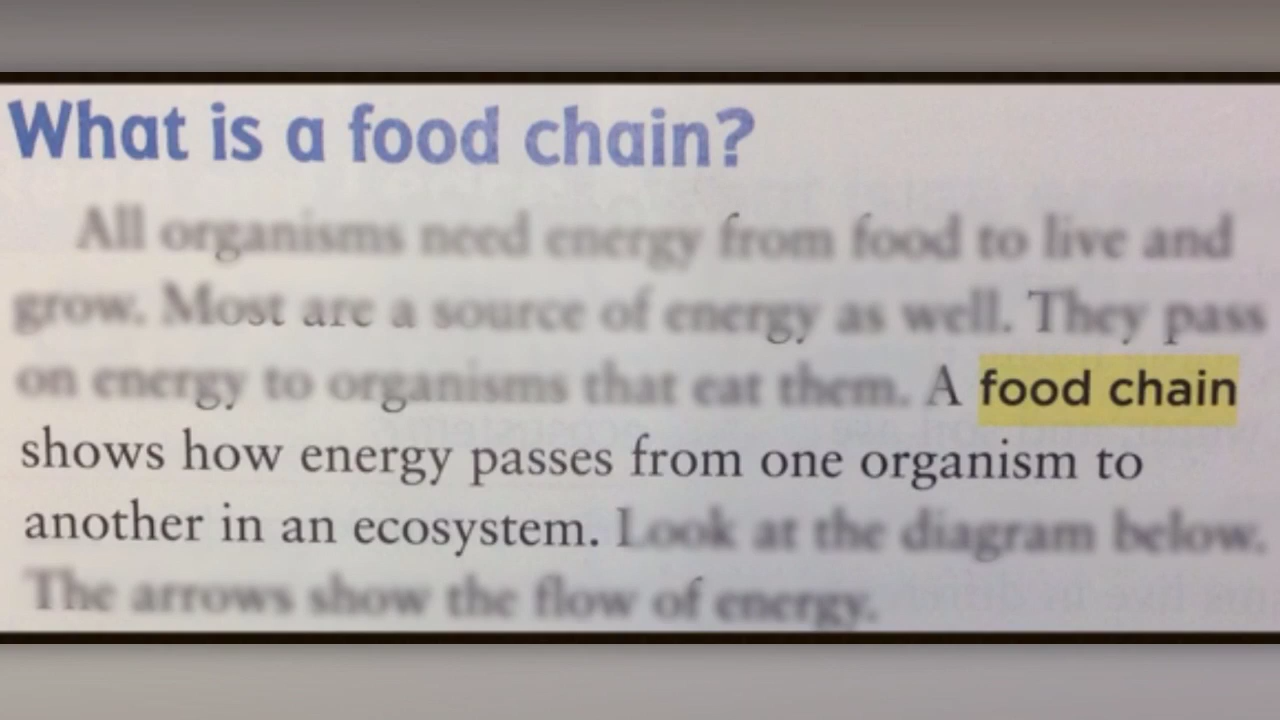 What is a food chain?
All organisms need energy from food to live and
grow. Most are a source of energy as well. They pass
on energy to organisms that eat them. A food chain
shows how energy passes from one organism to
another in an ecosystem. Look at the diagram below.
The arrows show the flow of energy.